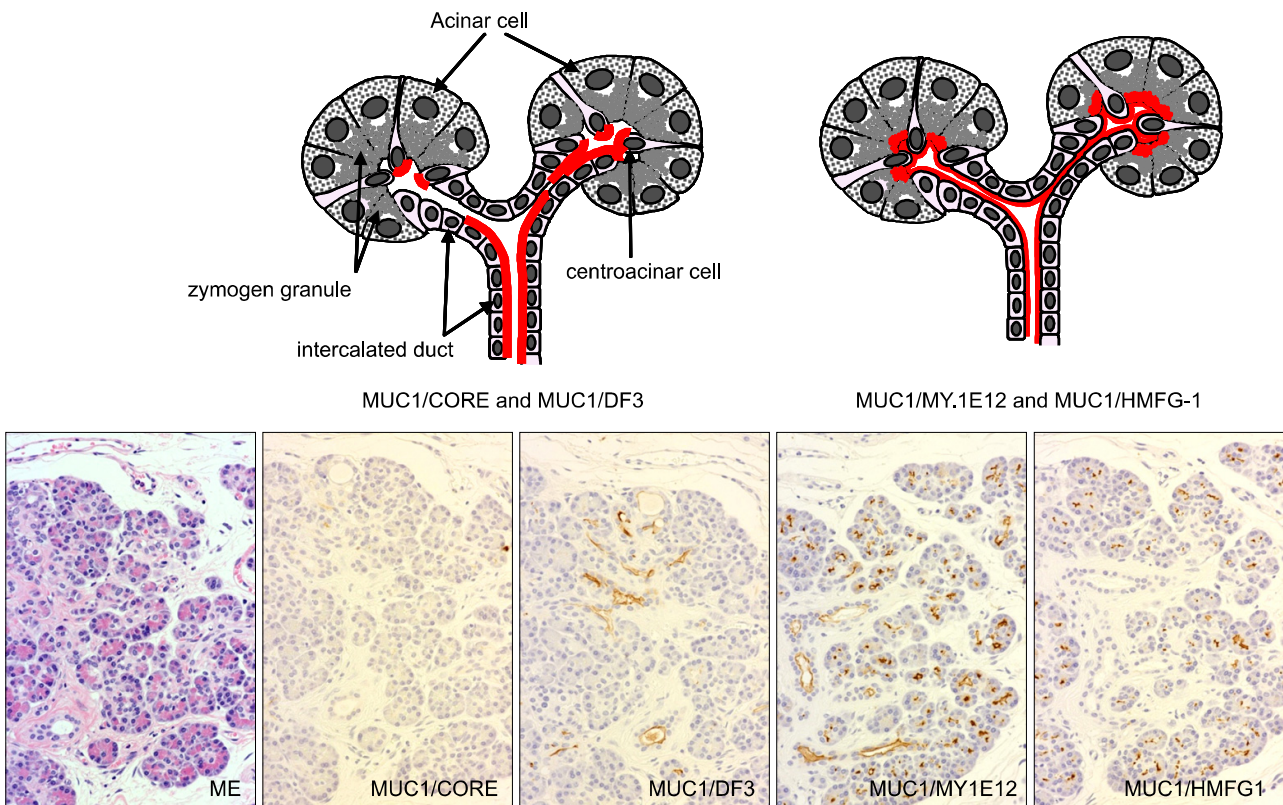 Acinar cell
zymogen granule
centroacinar cell
intercalated duct
MUC1/CORE and MUC1/DF3
MUC1/MY.1E12 and MUC1/HMFG-1
ME
MUC1/CORE
MUC1/DF3
MUC1/MY1E12
MUC1/HMFG1